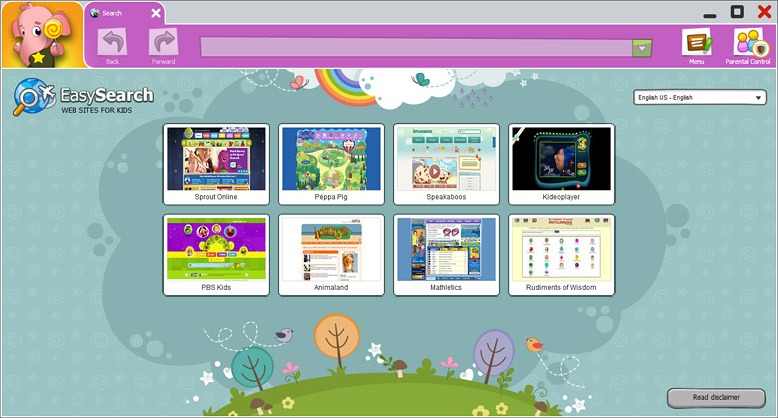 Search
Back
Forward
Menu
Parental Control
EasySearch
WEB SITES FOR KIDS
English US - English
Sprout Online
Peppa Pig
Speakaboos
Kideoplayer
PBS Kids
Animaland
Mathletics
Rudiments of Wisdom
Read disclaimer